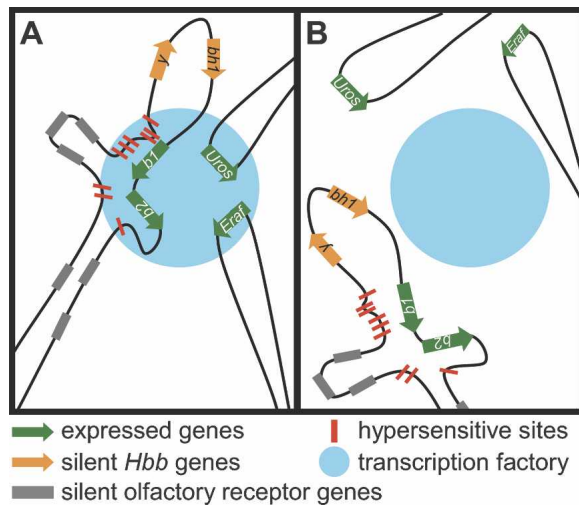 A
y
bh1
b1
b2
Uros
Eraf
B
Uros
Eraf
bh1
y
b1
b2
expressed genes
hypersensitive sites
silent Hbb genes
transcription factory
silent olfactory receptor genes